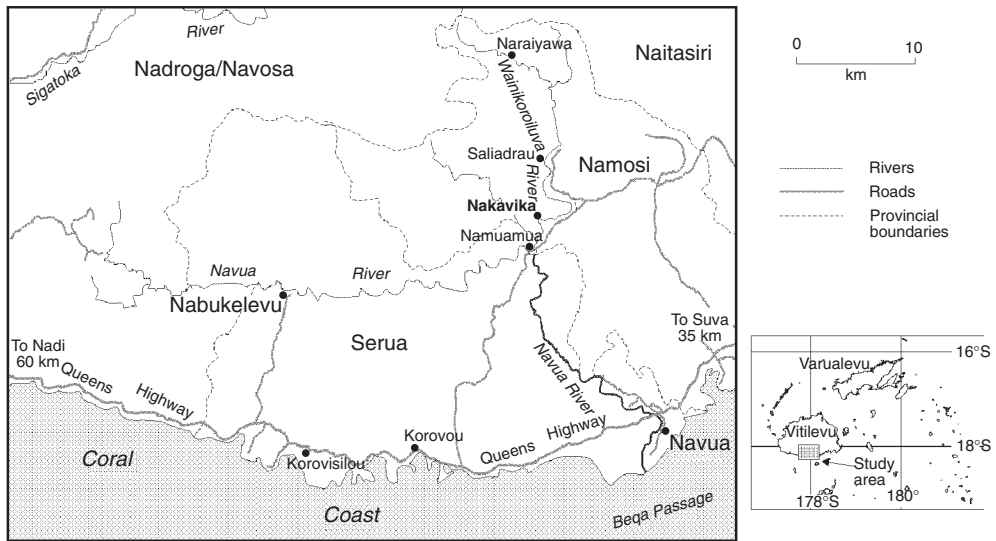 River
Sigatoka
Nadroga/Navosa
Naraiyawa
Naitasiri
Wainikoroiluva
River
Saliadrau
Namosi
Nakavika
Namuamua
Navua
River
Nabukelevu
Serua
To Nadi
60 km
Queens
Highway
To Suva
35 km
Navua River
Queens
Highway
Korovou
Korovisilou
Navua
Coral
Coast
Beqa Passage
0
10
km
Rivers
Roads
Provincial
boundaries
16°S
Varualevu
Vitilevu
18°S
Study
area
178°S
180°